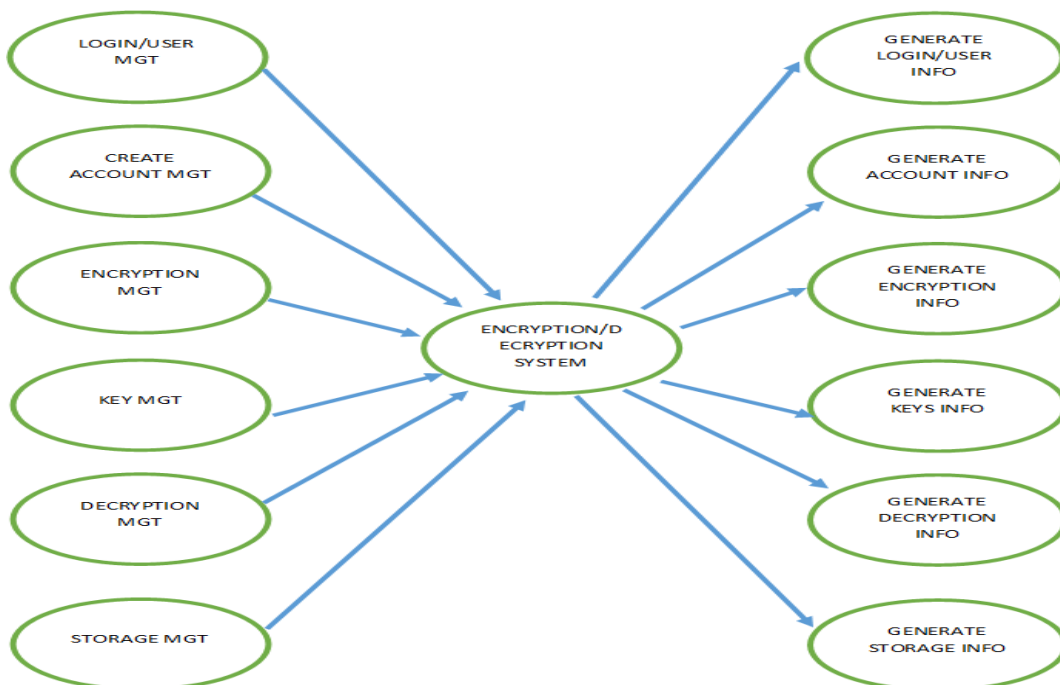 LOGIN/USER
MGT
CREATE
ACCOUNT MGT
ENCRYPTION
MGT
KEY MGT
DECRYPTION
MGT
STORAGE MGT
ENCRYPTION/D
ECRYPTION
SYSTEM
GENERATE
LOGIN/USER
INFO
GENERATE
ACCOUNT INFO
GENERATE
ENCRYPTION
INFO
GENERATE
KEYS INFO
GENERATE
DECRYPTION
INFO
GENERATE
STORAGE INFO